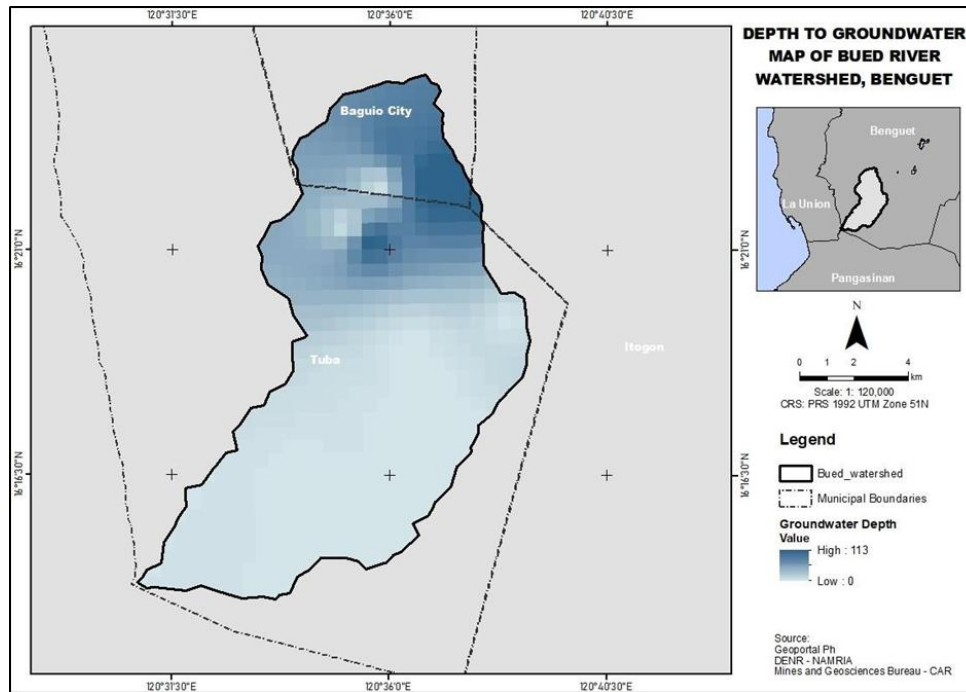 120°31'30"E
120°36'0"E
120°40'30"E
DEPTH TO GROUNDWATER
MAP OF BUED RIVER
WATERSHED, BENGUET
Baguio City
Benguet
La Union
Pangasinan
16°21'0"N
16°21'0"N
N
Tuba
Itogon
0 1 2 4
km
Scale: 1: 120,000
CRS: PRS 1992 UTM Zone 51N
Legend
Bued_watershed
Municipal Boundaries
16°16'30"N
16°16'30"N
Groundwater Depth
Value
High : 113
Low : 0
Source:
Geoportal Ph
DENR - NAMRIA
Mines and Geosciences Bureau - CAR
120°31'30"E
120°36'0"E
120°40'30"E